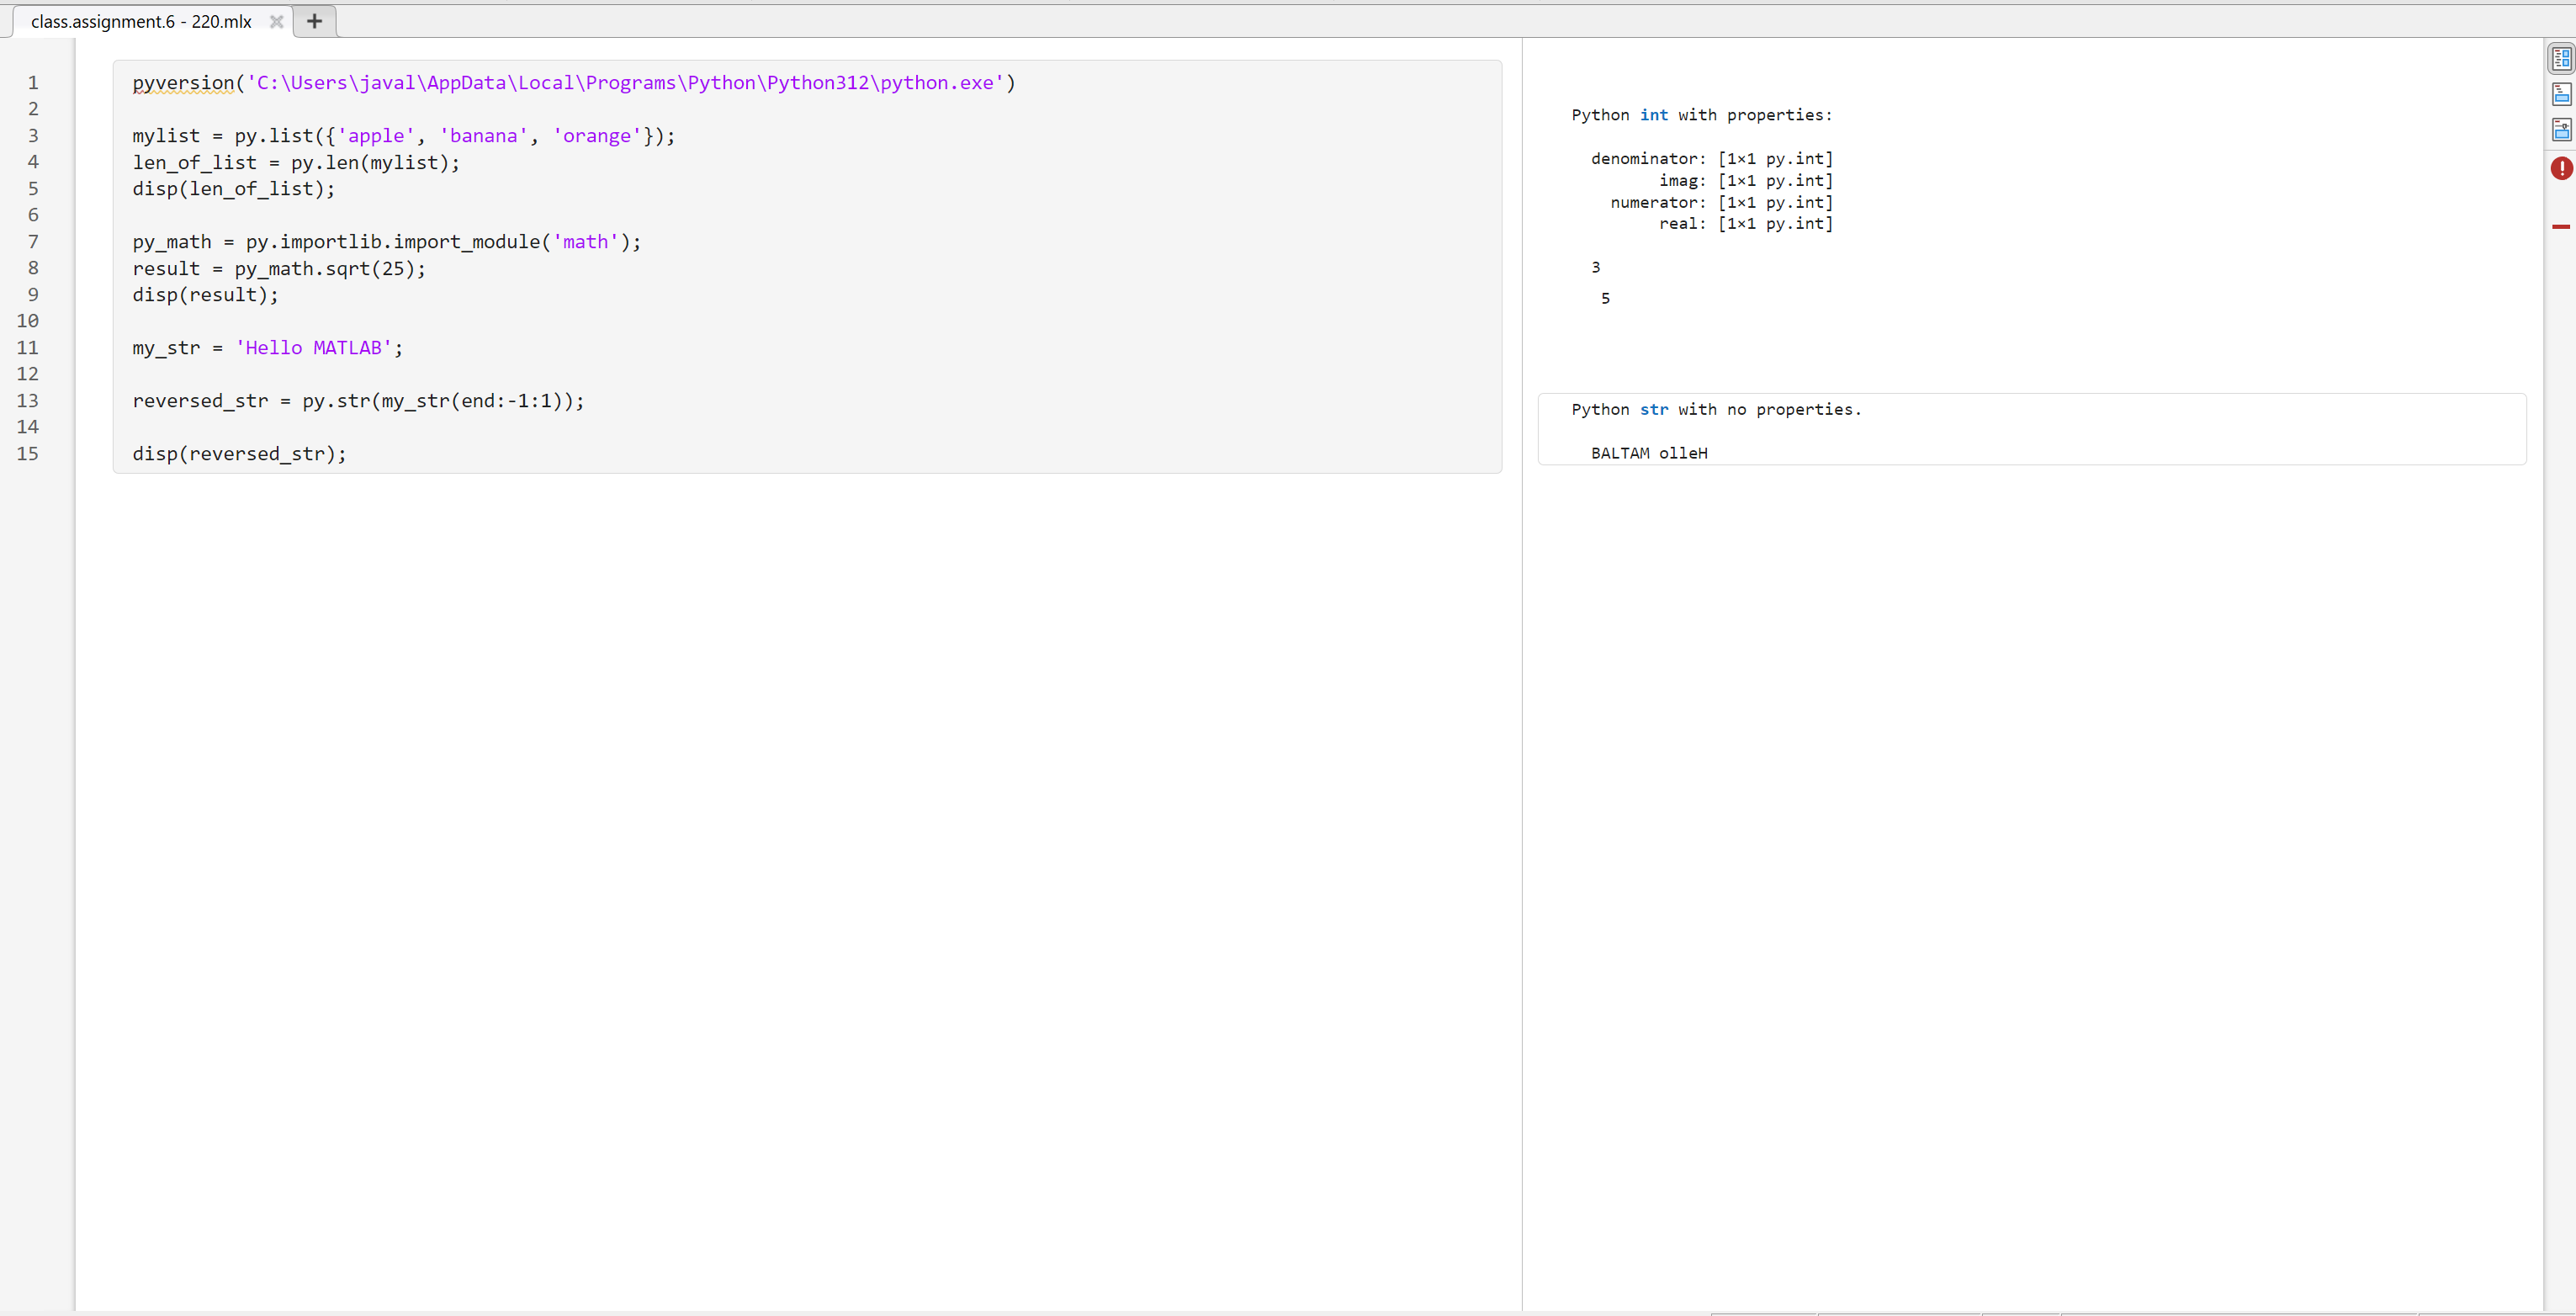 class.assignment.6 - 220.mlx
1 pyversion('C:\Users\javal\AppData\Local\Programs\Python\Python312\python.exe')
2
3 mylist = py.list({'apple', 'banana', 'orange'});
4 len_of_list = py.len(mylist);
5 disp(len_of_list);
6
7 py_math = py.importlib.import_module('math');
8 result = py_math.sqrt(25);
9 disp(result);
10
11 my_str = 'Hello MATLAB';
12
13 reversed_str = py.str(my_str(end:-1:1));
14
15 disp(reversed_str);
Python int with properties:
denominator: [1×1 py.int]
imag: [1×1 py.int]
numerator: [1×1 py.int]
real: [1×1 py.int]
3
5
Python str with no properties.
BALTAM olleH